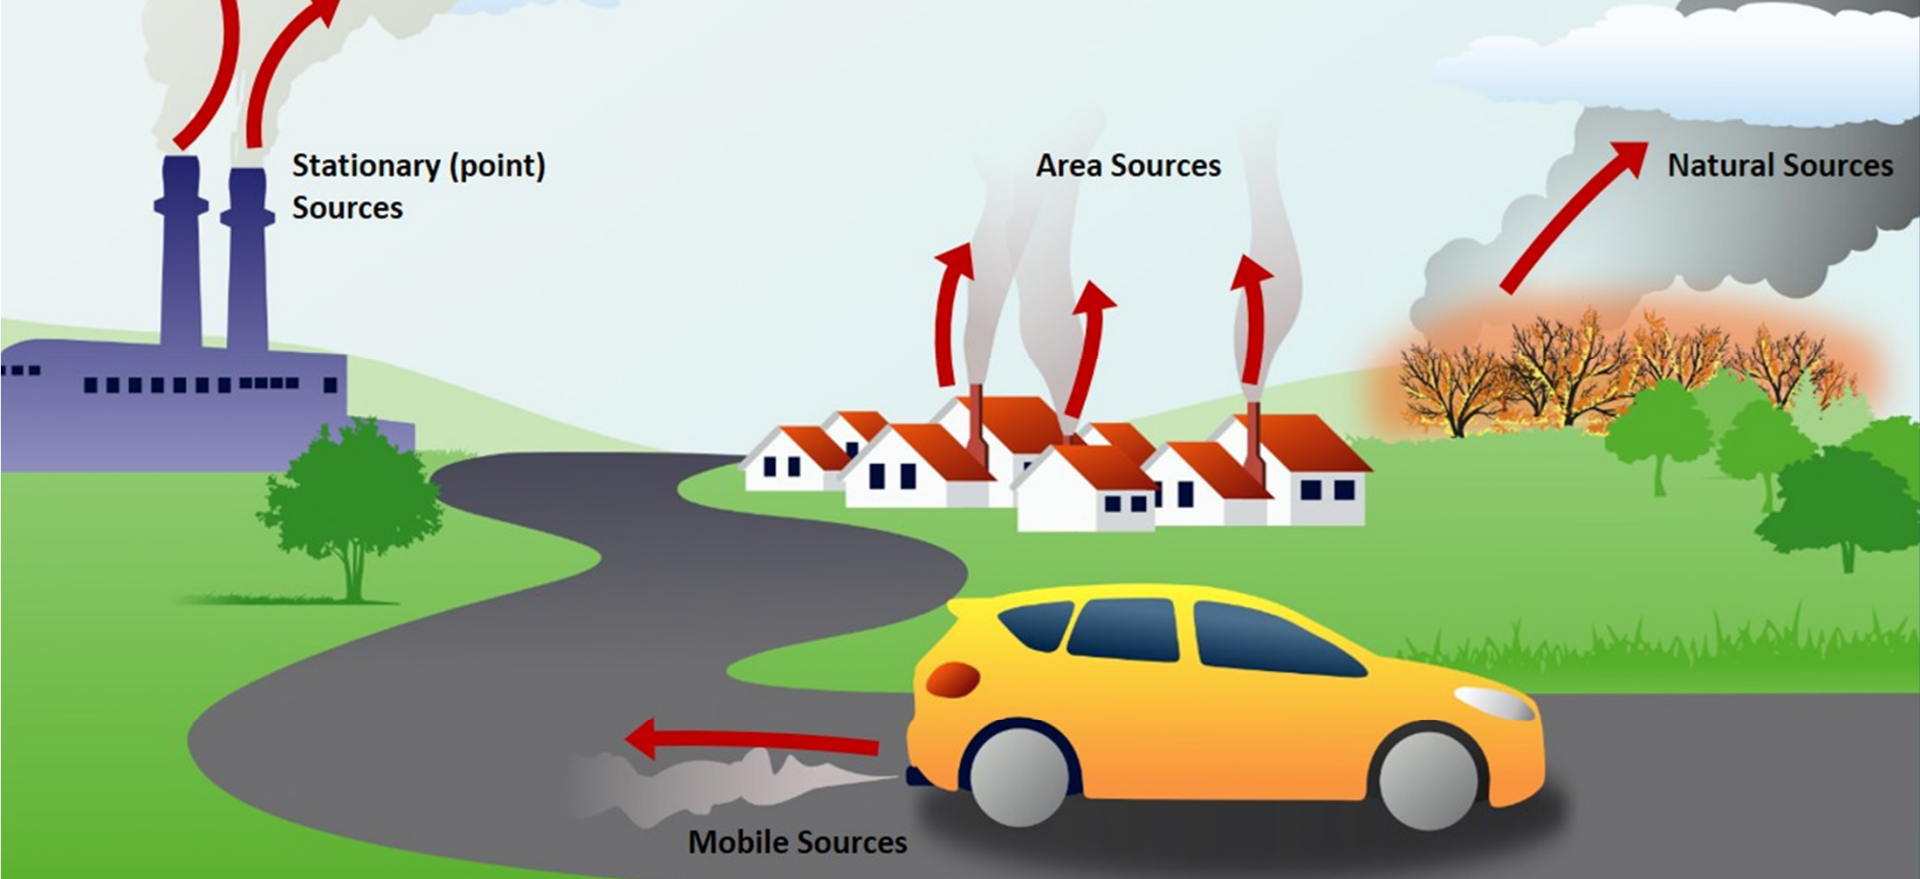 Stationary (point)
Sources
Area Sources
Natural Sources
Mobile Sources